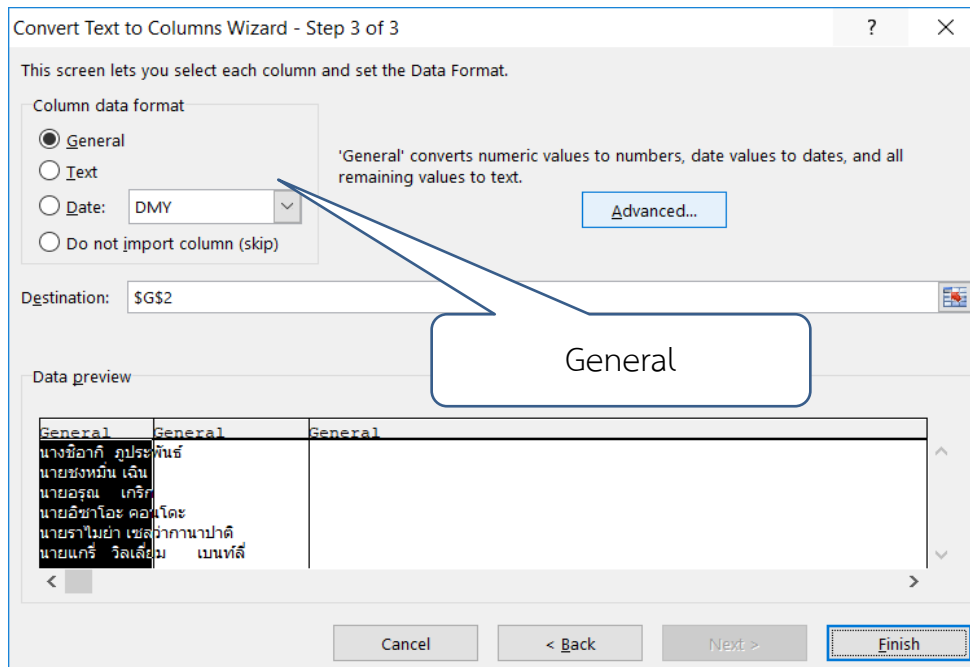 Convert Text to Columns Wizard - Step 3 of 3
This screen lets you select each column and set the Data Format.
Column data format
General
Text
Date: DMY
Do not import column (skip)
'General' converts numeric values to numbers, date values to dates, and all
remaining values to text.
Advanced...
Destination: $G$2
General
Data preview
General General General
นางชิอากิ ภูประพันธ์
นายชงหมิ่น เฉิน
นายอรุณ เกริก
นายอิซาโอะ คอนโดะ
นายราไมย่า เซลว่ากานาปาติ
นายแกรี่ วิลเลี่ยม เบนท์ลี่
Cancel < Back Next > Finish